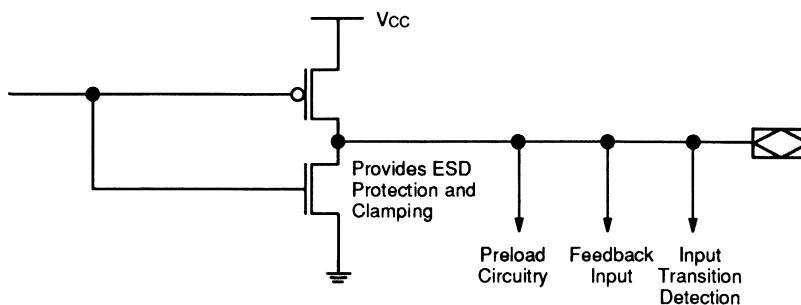 Vcc
Provides ESD
Protection and
Clamping
Preload
Circuitry
Feedback
Input
Input
Transition
Detection